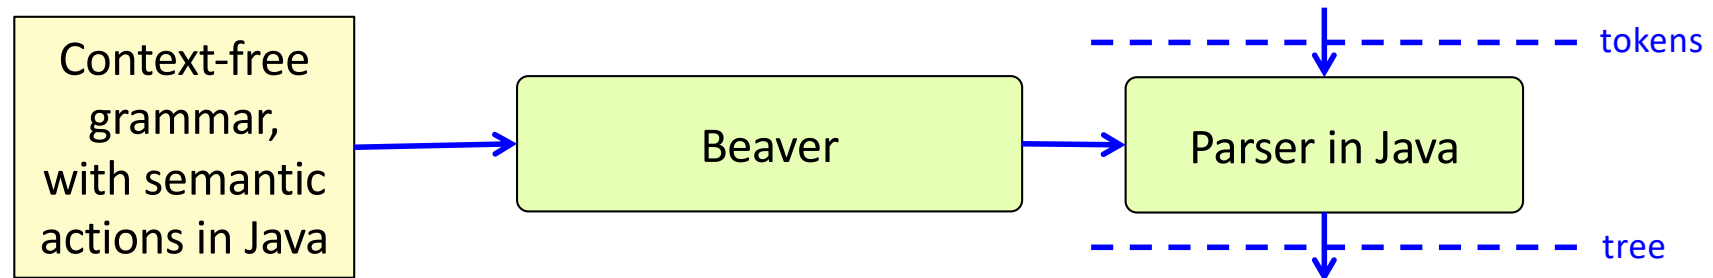 Context-free
grammar,
with semantic
actions in Java
Beaver
Parser in Java
tokens
tree